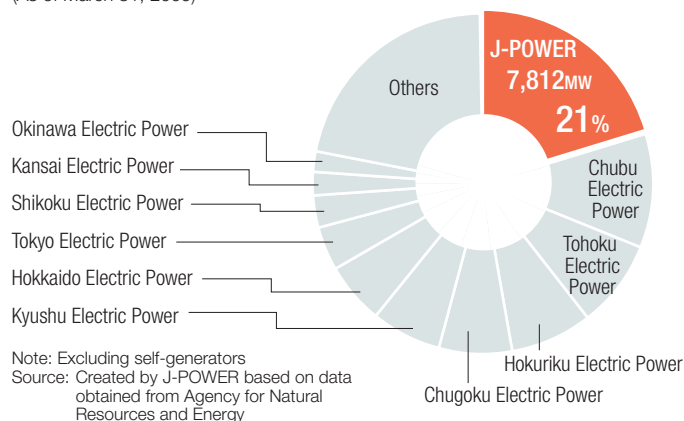 J-POWER
7,812MW
21%
Others
Chubu
Electric
Power
Tohoku
Electric
Power
Okinawa Electric Power
Kansai Electric Power
Shikoku Electric Power
Tokyo Electric Power
Hokkaido Electric Power
Kyushu Electric Power
Hokuriku Electric Power
Chugoku Electric Power
Note: Excluding self-generators
Source: Created by J-POWER based on data
obtained from Agency for Natural
Resources and Energy